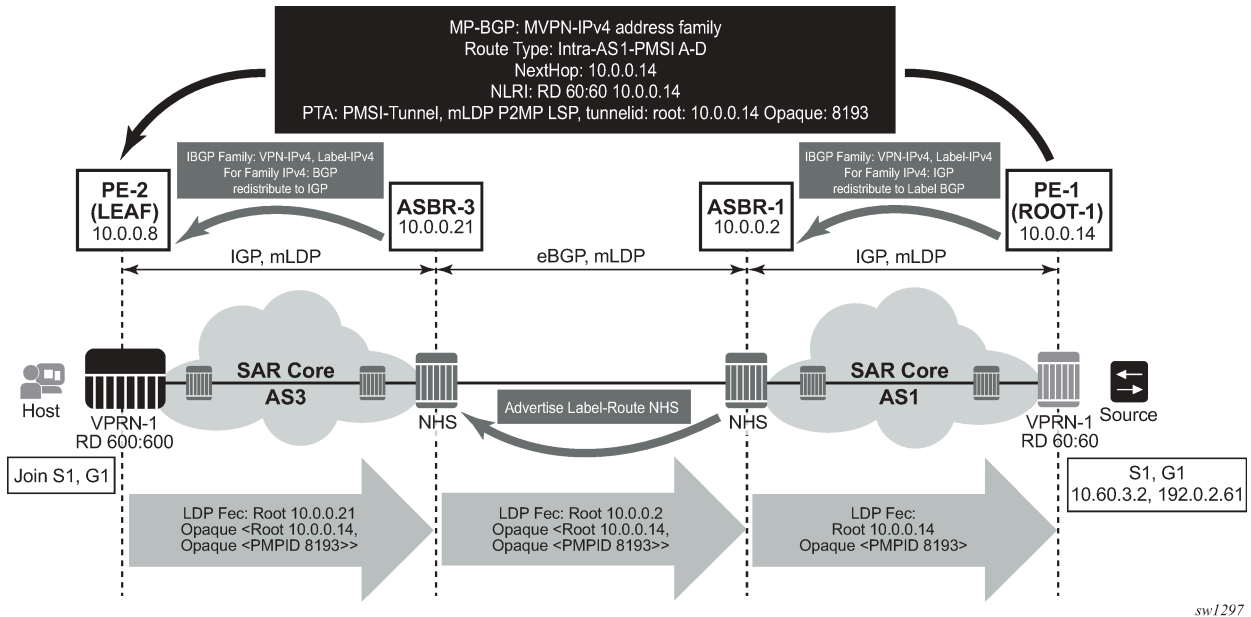 MP-BGP: MVPN-IPv4 address family
Route Type: Intra-AS1-PMSI A-D
NextHop: 10.0.0.14
NLRI: RD 60:60 10.0.0.14
PTA: PMSI-Tunnel, mLDP P2MP LSP, tunnelid: root: 10.0.0.14 Opaque: 8193
PE-2
(LEAF)
10.0.0.8
IBGP Family: VPN-IPv4, Label-IPv4
For Family IPv4: BGP
redistribute to IGP
ASBR-3
10.0.0.21
ASBR-1
10.0.0.2
IBGP Family: VPN-IPv4, Label-IPv4
For Family IPv4: IGP
redistribute to Label BGP
PE-1
(ROOT-1)
10.0.0.14
IGP, mLDP
eBGP, mLDP
IGP, mLDP
Host
VPRN-1
RD 600:600
SAR Core
AS3
NHS
Advertise Label-Route NHS
NHS
SAR Core
AS1
VPRN-1
RD 60:60
Source
Join S1, G1
S1, G1
10.60.3.2, 192.0.2.61
LDP Fec: Root 10.0.0.21
Opaque <Root 10.0.0.14,
Opaque <PMPID 8193>>
LDP Fec: Root 10.0.0.2
Opaque <Root 10.0.0.14,
Opaque <PMPID 8193>>
LDP Fec:
Root 10.0.0.14
Opaque <PMPID 8193>
sw1297